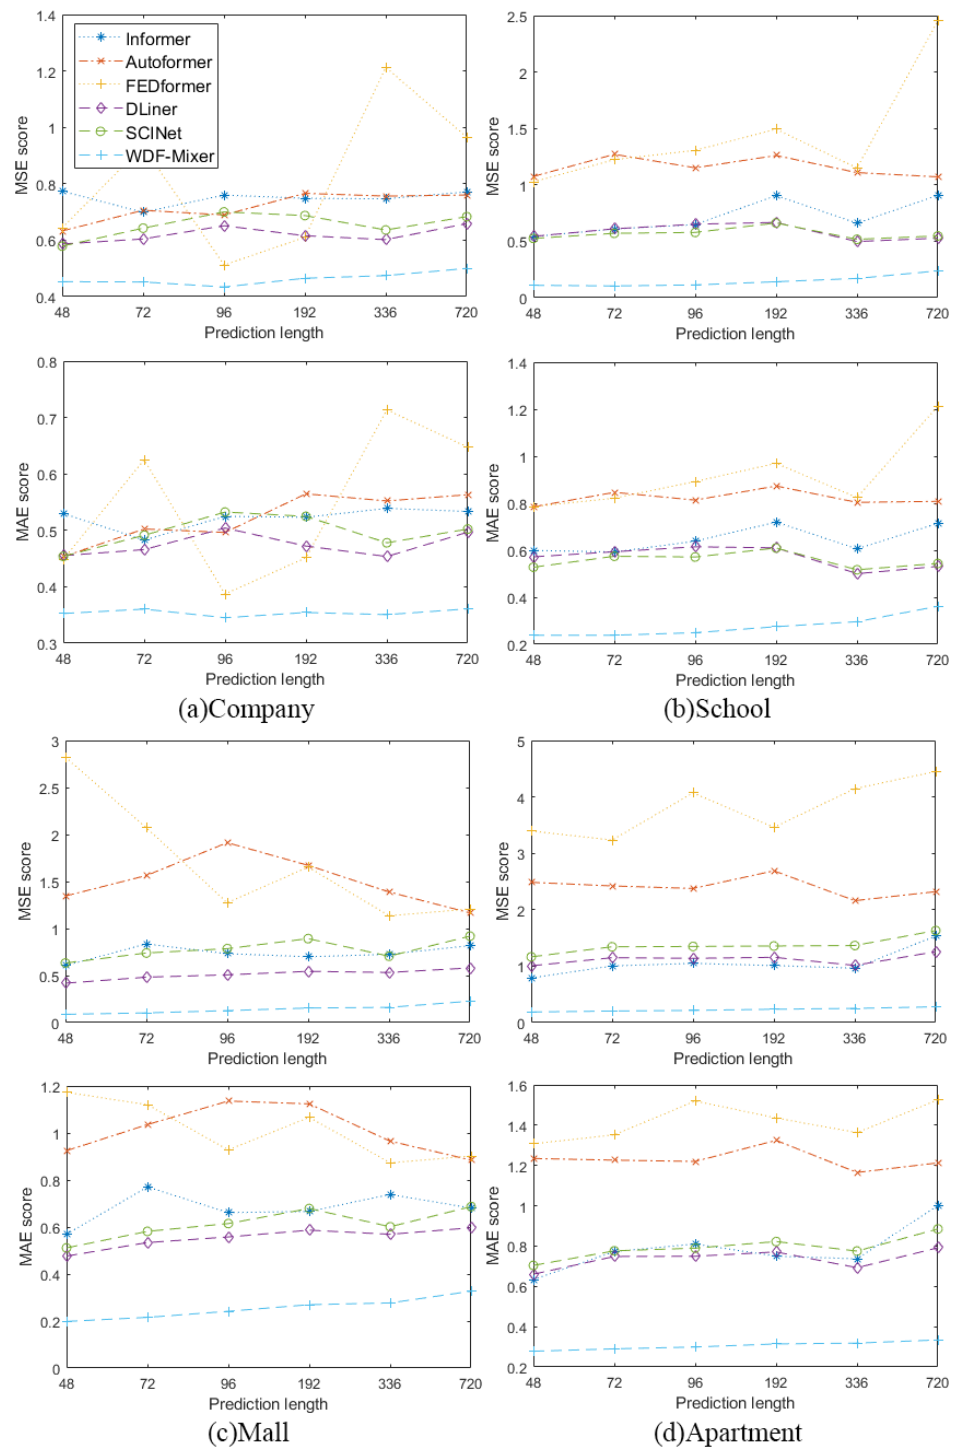 1.4
1.2
1
0.8
0.6
0.4
MSE score
48 72 96 192 336 720
Prediction length
Informer
Autoformer
FEDformer
DLiner
SCINet
WDF-Mixer
2.5
2
1.5
1
0.5
0
MSE score
48 72 96 192 336 720
Prediction length
0.8
0.7
0.6
0.5
0.4
0.3
MAE score
48 72 96 192 336 720
Prediction length
(a)Company
1.4
1.2
1
0.8
0.6
0.4
0.2
MAE score
48 72 96 192 336 720
Prediction length
(b)School
3
2.5
2
1.5
1
0.5
0
MSE score
48 72 96 192 336 720
Prediction length
5
4
3
2
1
0
MSE score
48 72 96 192 336 720
Prediction length
1.2
1
0.8
0.6
0.4
0.2
0
MAE score
48 72 96 192 336 720
Prediction length
(c)Mall
1.6
1.4
1.2
1
0.8
0.6
0.4
0.2
MAE score
48 72 96 192 336 720
Prediction length
(d)Apartment